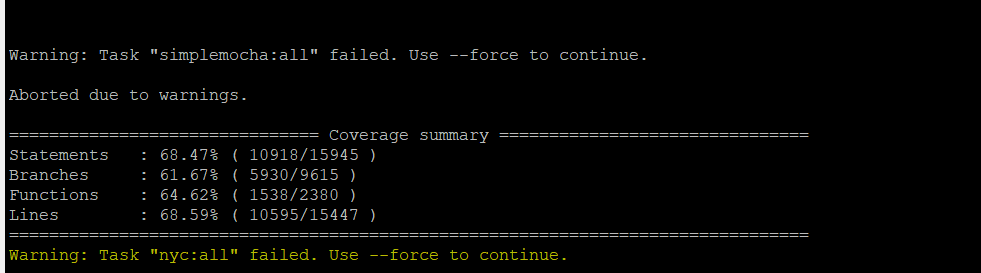 Warning: Task "simplemocha:all" failed. Use --force to continue.
Aborted due to warnings.
=============================== Coverage summary ===============================
Statements   : 68.47% ( 10918/15945 )
Branches     : 61.67% ( 5930/9615 )
Functions    : 64.62% ( 1538/2380 )
Lines        : 68.59% ( 10595/15447 )
================================================================================
Warning: Task "nyc:all" failed. Use --force to continue.